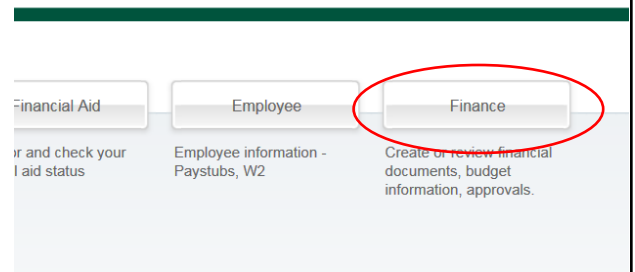 Financial Aid
Employee
Finance
or and check your
l aid status
Employee information -
Paystubs, W2
Create or review financial
documents, budget
information, approvals.